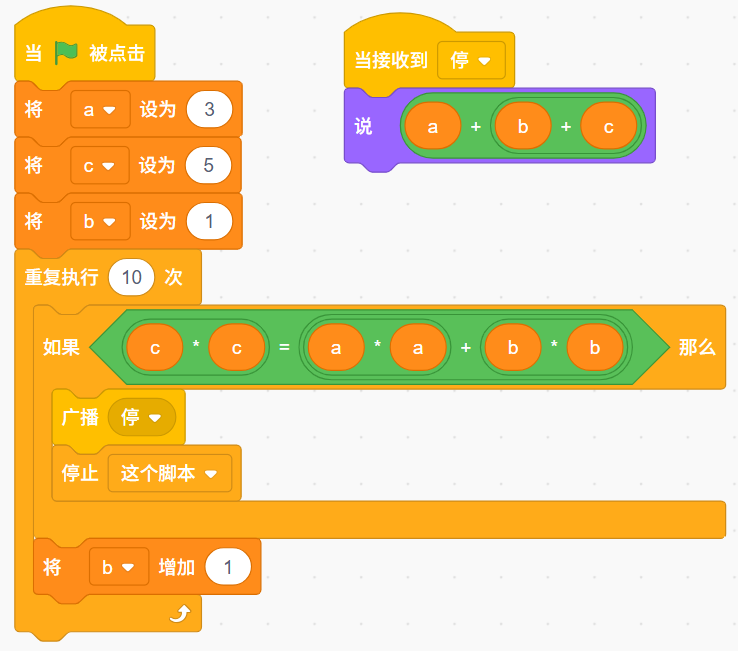 当 被点击
将 a 设为 3
将 c 设为 5
将 b 设为 1
重复执行 10 次
如果 c * c = a * a + b * b 那么
广播 停
停止 这个脚本
将 b 增加 1
当接收到 停
说 a + b + c